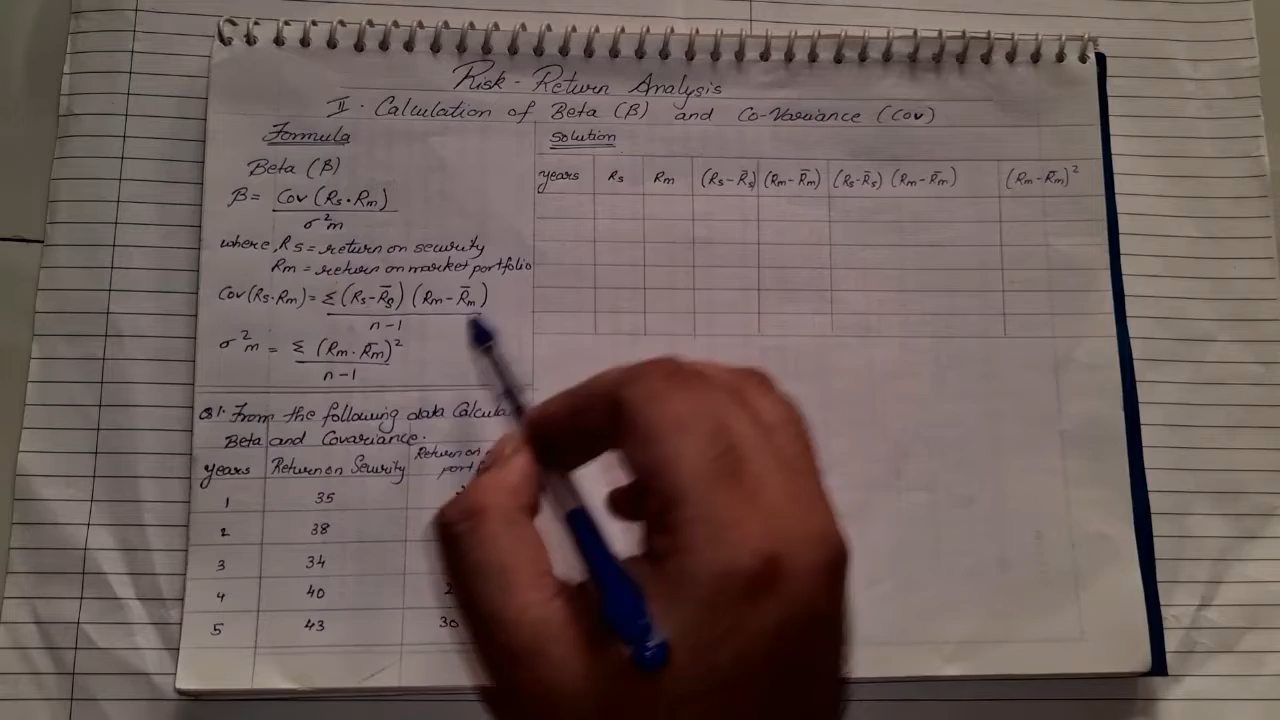 Risk-Return Analysis
II. Calculation of Beta (β) and Co-Variance (Cov)
Formula
Beta (β)
β = Cov (Rs·Rm)
σ²m
where, Rs = return on security
Rm = return on market portfolio
Cov (Rs·Rm) = Σ (Rs-R̄s) (Rm-R̄m)
n-1
σ²m = Σ (Rm·R̄m)²
n-1
Q1. From the following data
Beta and Covariance.
years Return on Security Return on
1 35
2 38
3 34
4 40
5 43 30
Solution
years Rs Rm (Rs-R̄s) (Rm-R̄m) (Rs-R̄s) (Rm-R̄m) (Rm-R̄m)²